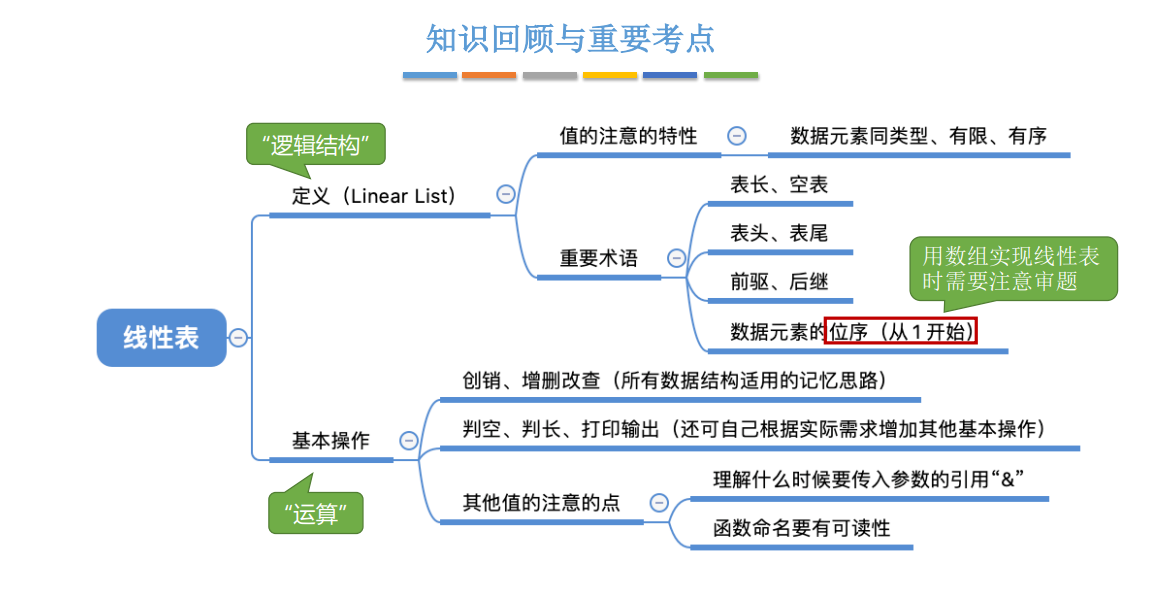 知识回顾与重要考点
“逻辑结构”
定义（Linear List）
值的注意的特性
数据元素同类型、有限、有序
重要术语
表长、空表
表头、表尾
前驱、后继
用数组实现线性表
时需要注意审题
数据元素的位序（从1开始）
线性表
基本操作
“运算”
创销、增删改查（所有数据结构适用的记忆思路）
判空、判长、打印输出（还可自己根据实际需求增加其他基本操作）
其他值的注意的点
理解什么时候要传入参数的引用“&”
函数命名要有可读性